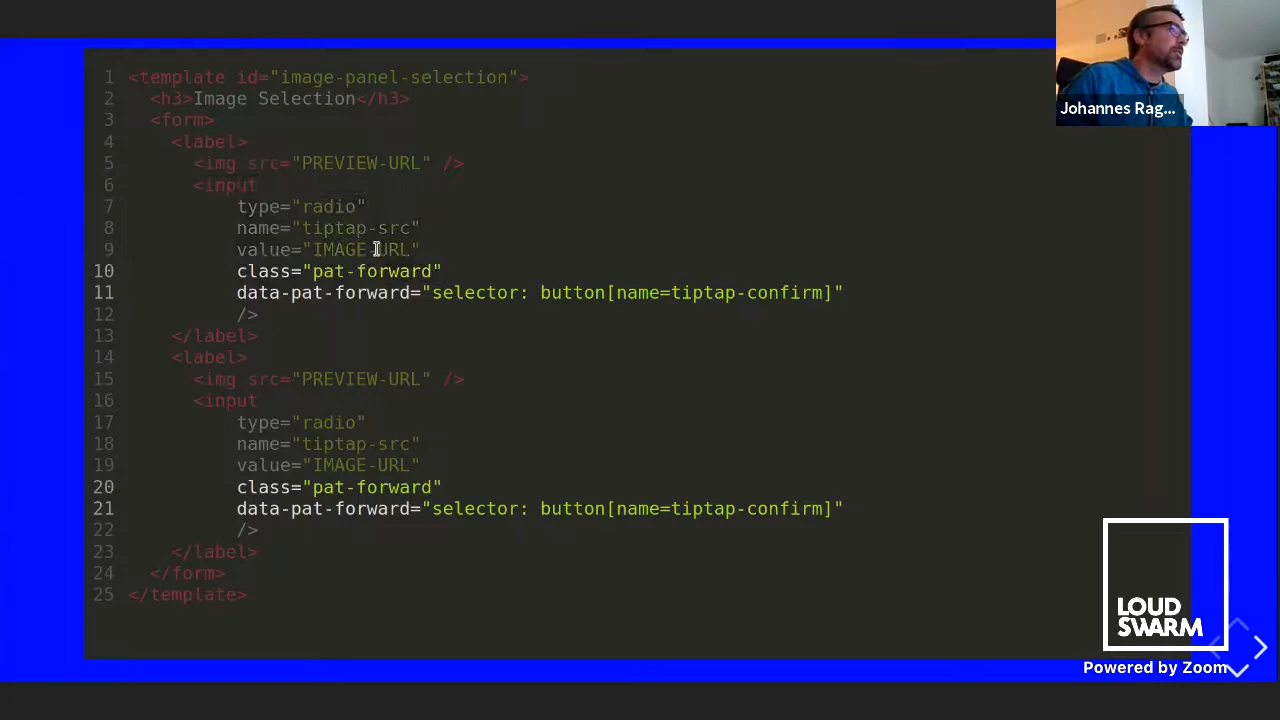 Johannes Rag...
1 <template id="image-panel-selection">
2   <h3>Image Selection</h3>
3   <form>
4     <label>
5       <img src="PREVIEW-URL" />
6       <input
7           type="radio"
8           name="tiptap-src"
9           value="IMAGE-URL"
10           class="pat-forward"
11           data-pat-forward="selector: button[name=tiptap-confirm]"
12           />
13     </label>
14     <label>
15       <img src="PREVIEW-URL" />
16       <input
17           type="radio"
18           name="tiptap-src"
19           value="IMAGE-URL"
20           class="pat-forward"
21           data-pat-forward="selector: button[name=tiptap-confirm]"
22           />
23     </label>
24   </form>
25 </template>
LOUD
SWARM
Powered by Zoom